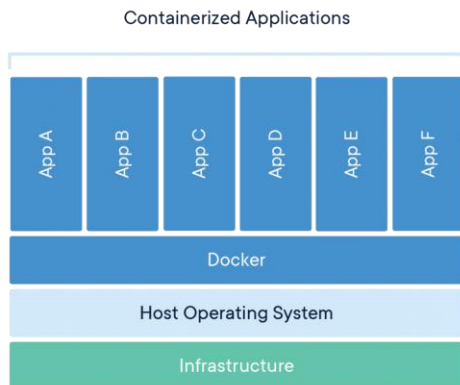 Containerized Applications
App A
App B
App C
App D
App E
App F
Docker
Host Operating System
Infrastructure